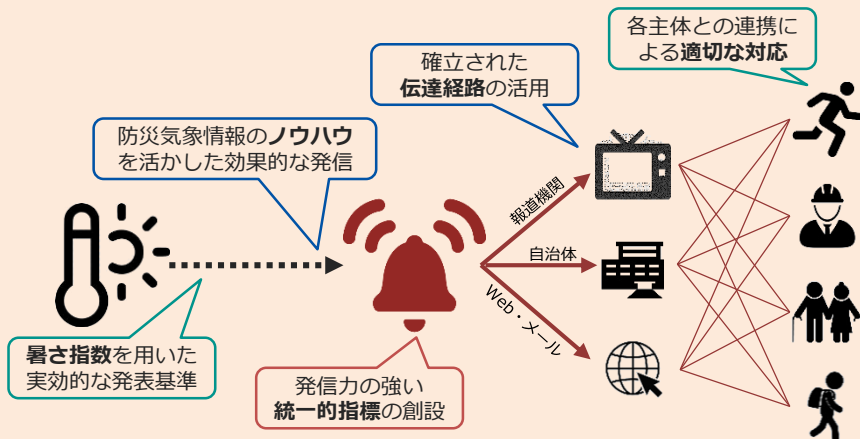 各主体との連携に
よる適切な対応
確立された
伝達経路の活用
防災気象情報のノウハウ
を活かした効果的な発信
報道機関
自治体
Web・メール
暑さ指数を用いた
実効的な発表基準
発信力の強い
統一的指標の創設